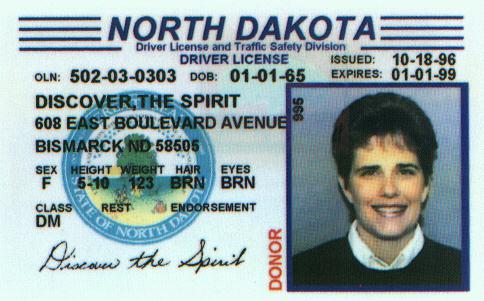 NORTH DAKOTA
Driver License and Traffic Safety Division
DRIVER LICENSE
ISSUED: 10-18-96
OLN: 502-03-0303 DOB: 01-01-65 EXPIRES: 01-01-99
DISCOVER,THE SPIRIT
608 EAST BOULEVARD AVENUE
BISMARCK ND 58505
SEX HEIGHT WEIGHT HAIR EYES
F 5-10 123 BRN BRN
CLASS REST ENDORSEMENT
DM
STATE OF NORTH DAKOTA
Discover the Spirit
DONOR
995